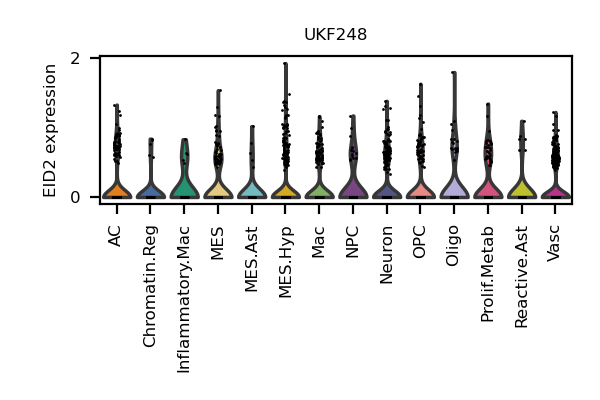 UKF248
EID2 expression
2
0
AC
Chromatin.Reg
Inflammatory.Mac
MES
MES.Ast
MES.Hyp
Mac
NPC
Neuron
OPC
Oligo
Prolif.Metab
Reactive.Ast
Vasc